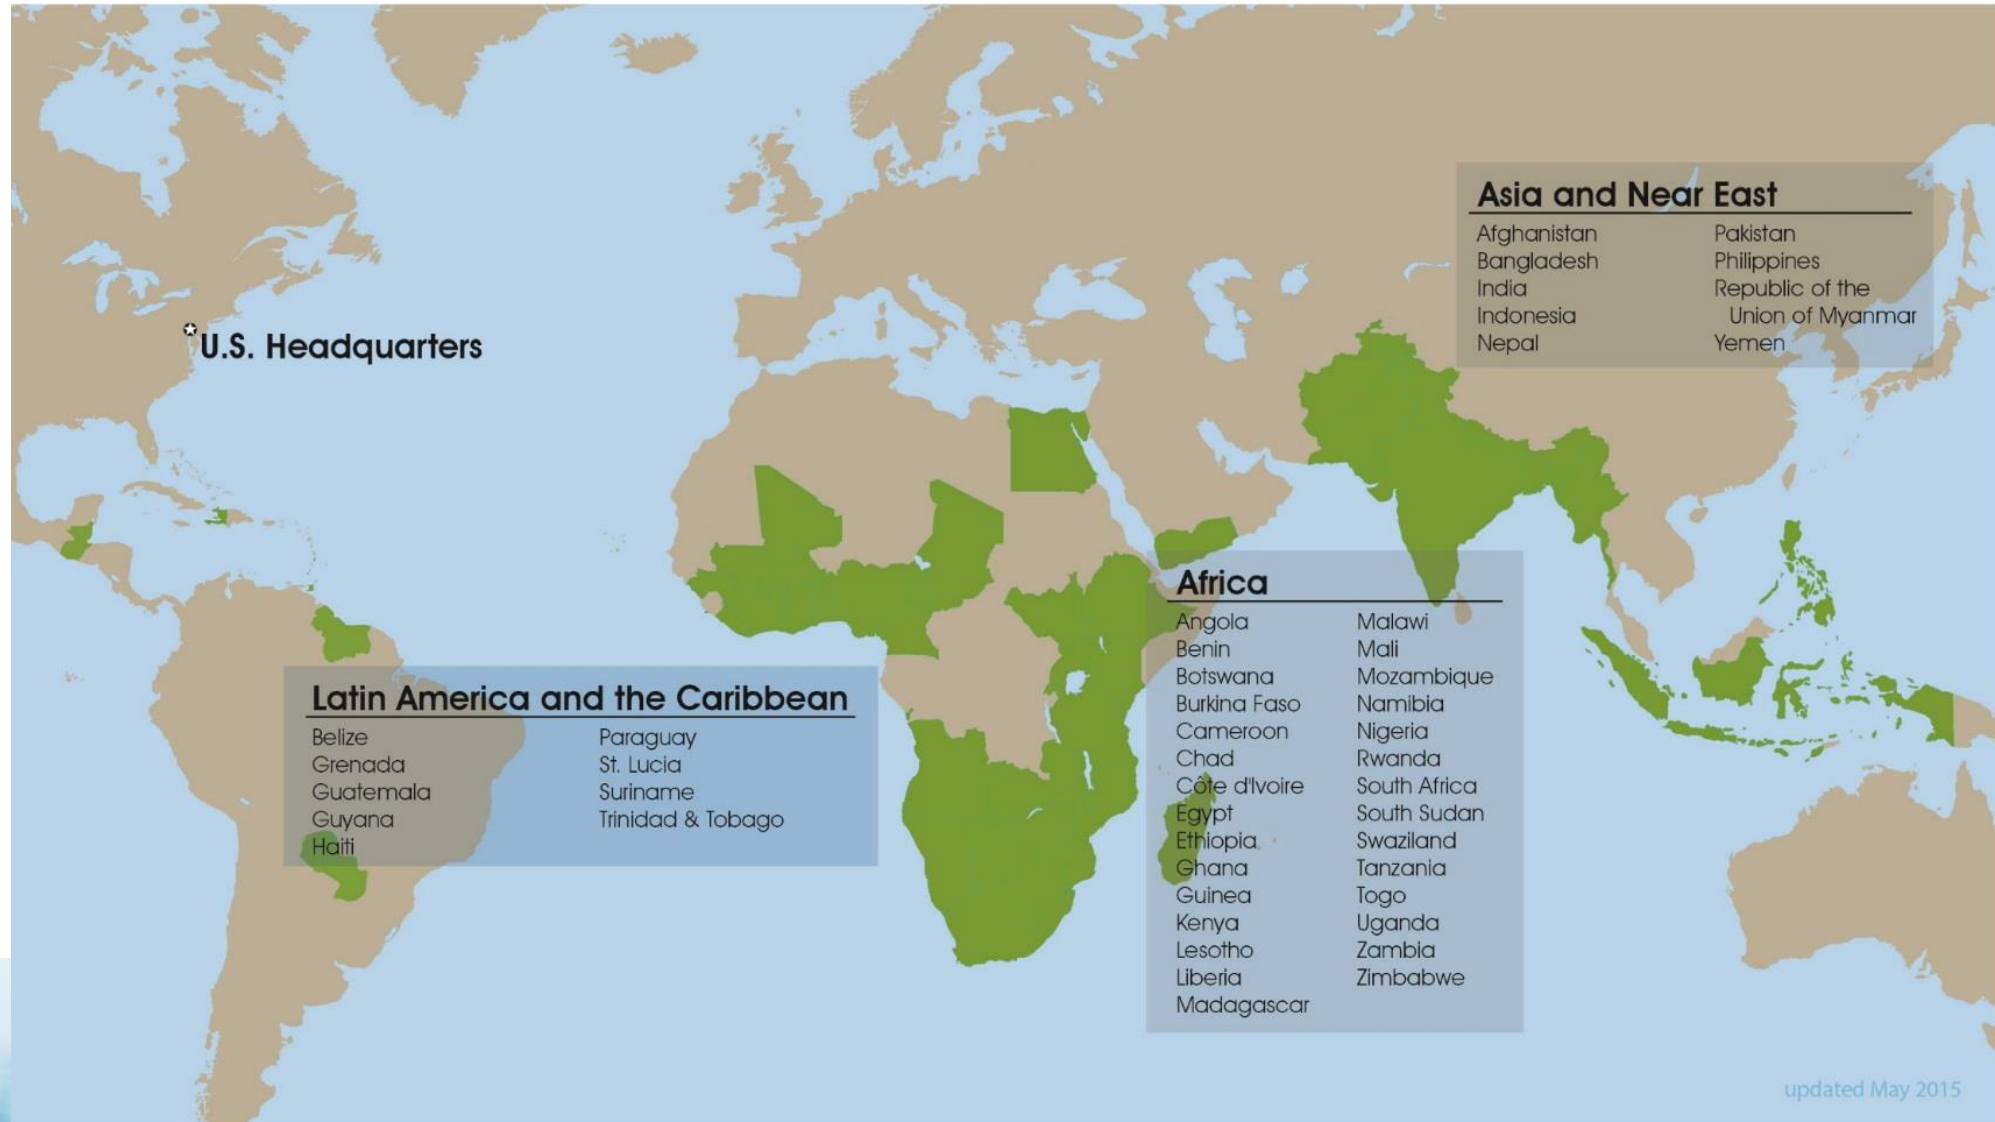 U.S. Headquarters
Asia and Near East
Afghanistan
Bangladesh
India
Indonesia
Nepal
Pakistan
Philippines
Republic of the
Union of Myanmar
Yemen
Latin America and the Caribbean
Belize
Grenada
Guatemala
Guyana
Haiti
Paraguay
St. Lucia
Suriname
Trinidad & Tobago
Africa
Angola
Benin
Botswana
Burkina Faso
Cameroon
Chad
Côte d'Ivoire
Egypt
Ethiopia
Ghana
Guinea
Kenya
Lesotho
Liberia
Madagascar
Malawi
Mali
Mozambique
Namibia
Nigeria
Rwanda
South Africa
South Sudan
Swaziland
Tanzania
Togo
Uganda
Zambia
Zimbabwe
updated May 2015